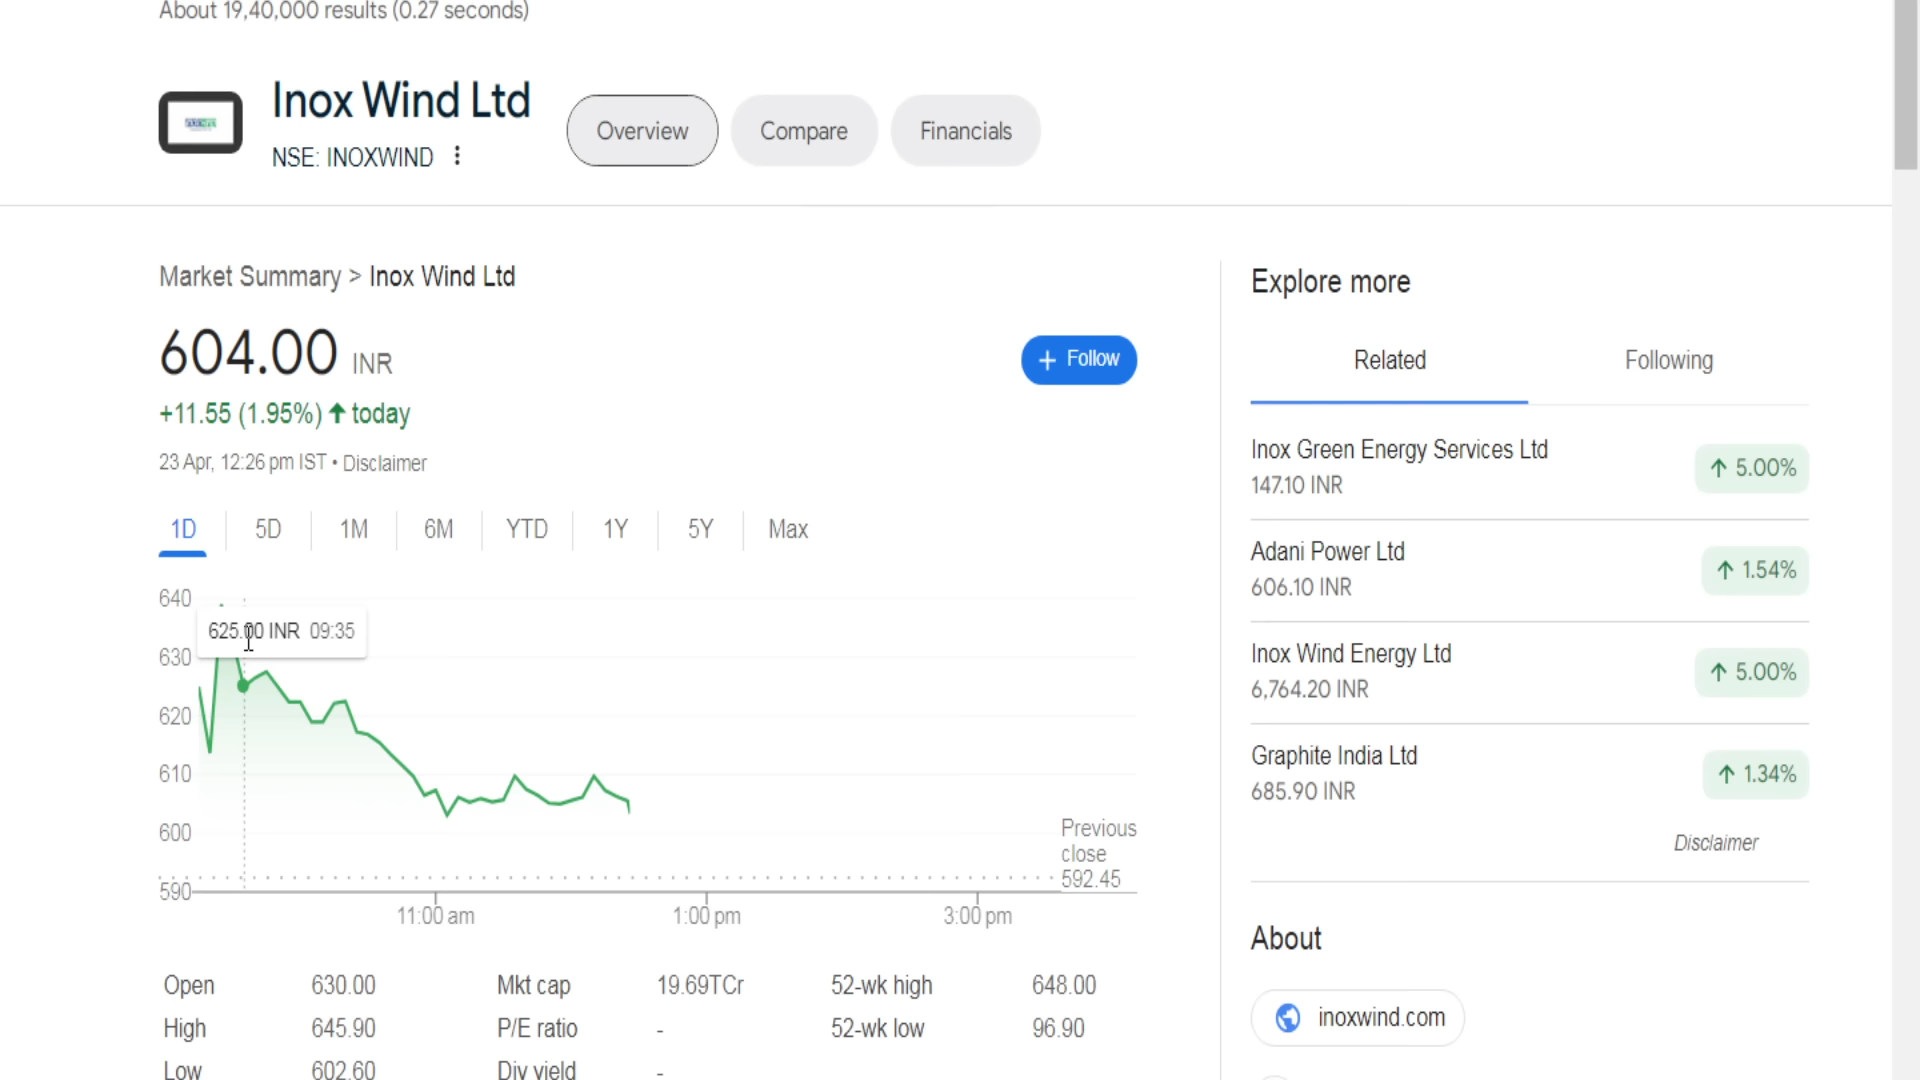 About 19,40,000 results (0.27 seconds)
Inox Wind Ltd
NSE: INOXWIND
Overview
Compare
Financials
Market Summary > Inox Wind Ltd
604.00 INR
+11.55 (1.95%) ↑ today
23 Apr, 12:26 pm IST • Disclaimer
+ Follow
1D 5D 1M 6M YTD 1Y 5Y Max
640
625.00 INR 09:35
630
620
610
600
590
Previous
close
592.45
11:00 am 1:00 pm 3:00 pm
Open 630.00 Mkt cap 19.69TCr 52-wk high 648.00
High 645.90 P/E ratio - 52-wk low 96.90
Low 602.60 Div yield -
Explore more
Related Following
Inox Green Energy Services Ltd
147.10 INR
↑ 5.00%
Adani Power Ltd
606.10 INR
↑ 1.54%
Inox Wind Energy Ltd
6,764.20 INR
↑ 5.00%
Graphite India Ltd
685.90 INR
↑ 1.34%
Disclaimer
About
inoxwind.com